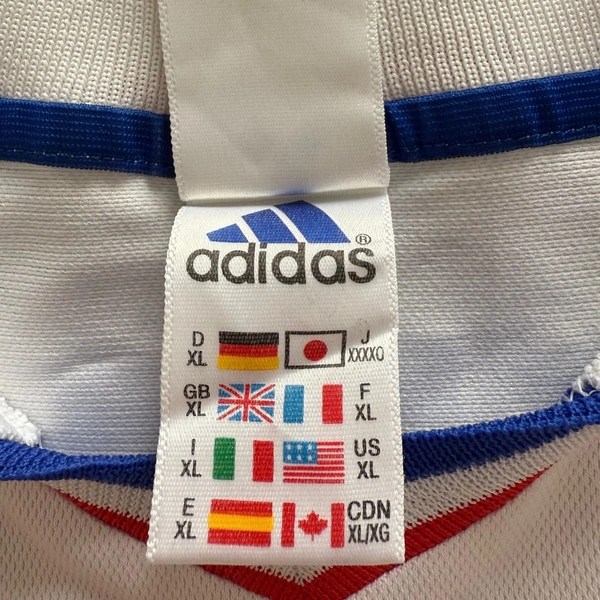 adidas®
D J
XL XXXXO
GB F
XL XL
I US
XL XL
E CDN
XL XL/XG